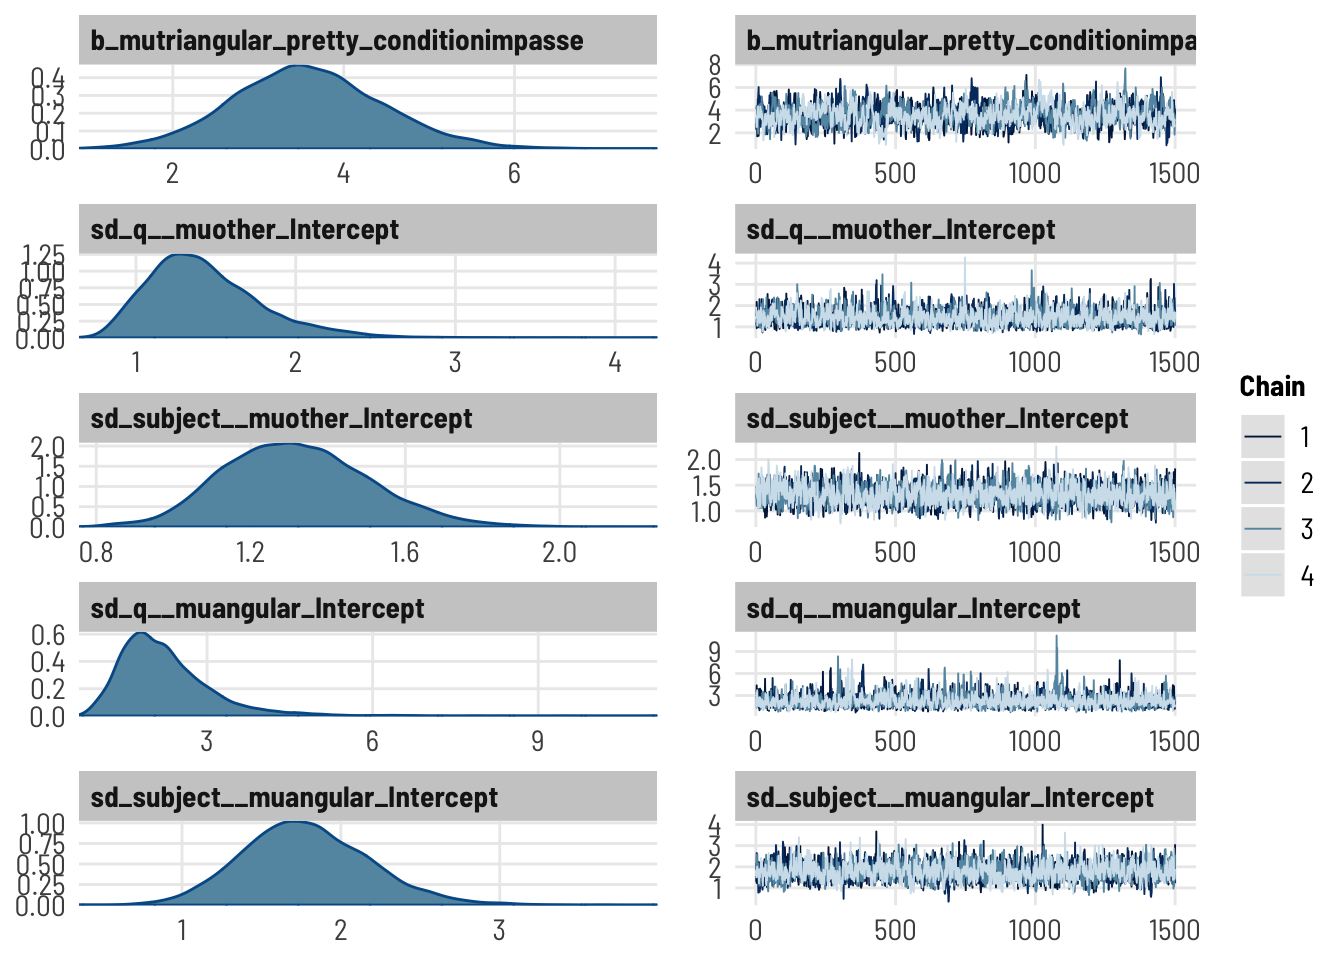 b_mutriangular_pretty_conditionimpasse
0.4
0.3
0.2
0.1
0.0
2 4 6
b_mutriangular_pretty_conditionimpa
8
6
4
2
0 500 1000 1500
sd_q__muother_Intercept
1.25
1.00
0.75
0.50
0.25
0.00
1 2 3 4
sd_q__muother_Intercept
4
3
2
1
0 500 1000 1500
sd_subject__muother_Intercept
2.0
1.5
1.0
0.5
0.0
0.8 1.2 1.6 2.0
sd_subject__muother_Intercept
2.0
1.5
1.0
0 500 1000 1500
sd_q__muangular_Intercept
0.6
0.4
0.2
0.0
3 6 9
sd_q__muangular_Intercept
9
6
3
0 500 1000 1500
sd_subject__muangular_Intercept
1.00
0.75
0.50
0.25
0.00
1 2 3
sd_subject__muangular_Intercept
4
3
2
1
0 500 1000 1500
Chain
1
2
3
4